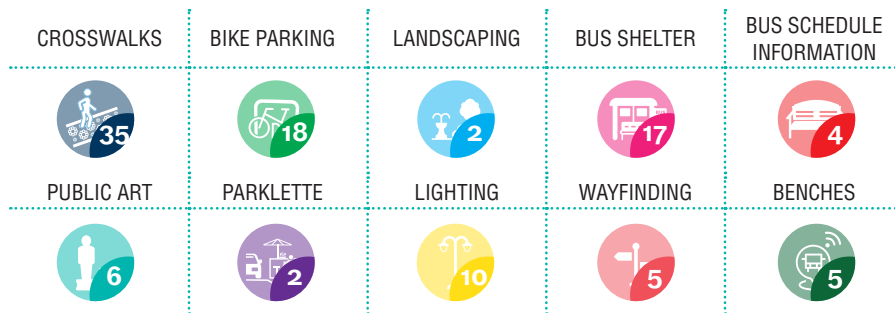 CROSSWALKS
BIKE PARKING
LANDSCAPING
BUS SHELTER
BUS SCHEDULE
INFORMATION
35
18
2
17
4
PUBLIC ART
PARKLETTE
LIGHTING
WAYFINDING
BENCHES
6
2
10
5
5